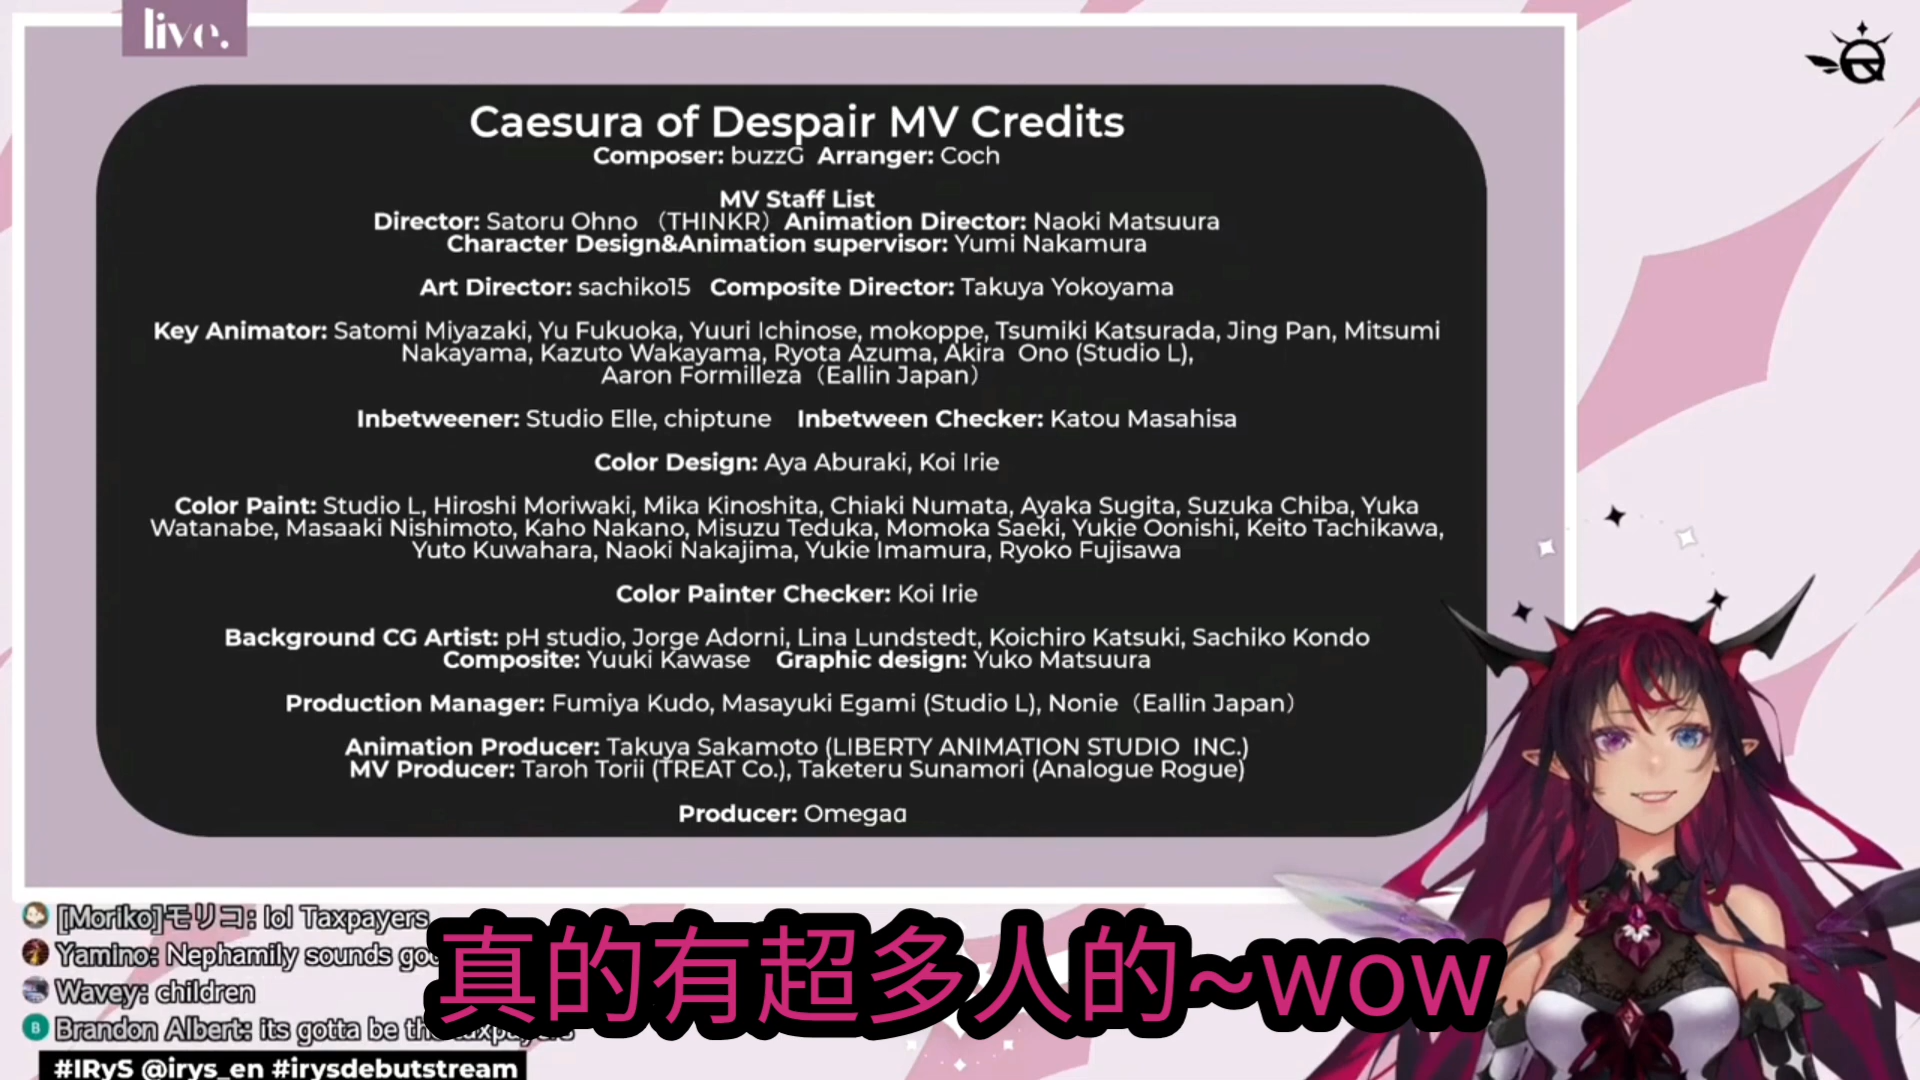 live.
Caesura of Despair MV Credits
Composer: buzzG Arranger: Coch
MV Staff List
Director: Satoru Ohno （THINKR）Animation Director: Naoki Matsuura
Character Design&Animation supervisor: Yumi Nakamura
Art Director: sachiko15 Composite Director: Takuya Yokoyama
Key Animator: Satomi Miyazaki, Yu Fukuoka, Yuuri Ichinose, mokoppe, Tsumiki Katsurada, Jing Pan, Mitsumi
Nakayama, Kazuto Wakayama, Ryota Azuma, Akira Ono (Studio L),
Aaron Formilleza（Eallin Japan）
Inbetweener: Studio Elle, chiptune Inbetween Checker: Katou Masahisa
Color Design: Aya Aburaki, Koi Irie
Color Paint: Studio L, Hiroshi Moriwaki, Mika Kinoshita, Chiaki Numata, Ayaka Sugita, Suzuka Chiba, Yuka
Watanabe, Masaaki Nishimoto, Kaho Nakano, Misuzu Teduka, Momoka Saeki, Yukie Oonishi, Keito Tachikawa,
Yuto Kuwahara, Naoki Nakajima, Yukie Imamura, Ryoko Fujisawa
Color Painter Checker: Koi Irie
Background CG Artist: pH studio, Jorge Adorni, Lina Lundstedt, Koichiro Katsuki, Sachiko Kondo
Composite: Yuuki Kawase Graphic design: Yuko Matsuura
Production Manager: Fumiya Kudo, Masayuki Egami (Studio L), Nonie（Eallin Japan）
Animation Producer: Takuya Sakamoto (LIBERTY ANIMATION STUDIO INC.)
MV Producer: Taroh Torii (TREAT Co.), Taketeru Sunamori (Analogue Rogue)
Producer: Omegaα
[Moriko]モリコ: lol Taxpayers
Yamino: Nephamily sounds
Wavey: children
B Brandon Albert: its gotta be
真的有超多人的~wow
#IRyS @irys_en #irysdebutstream